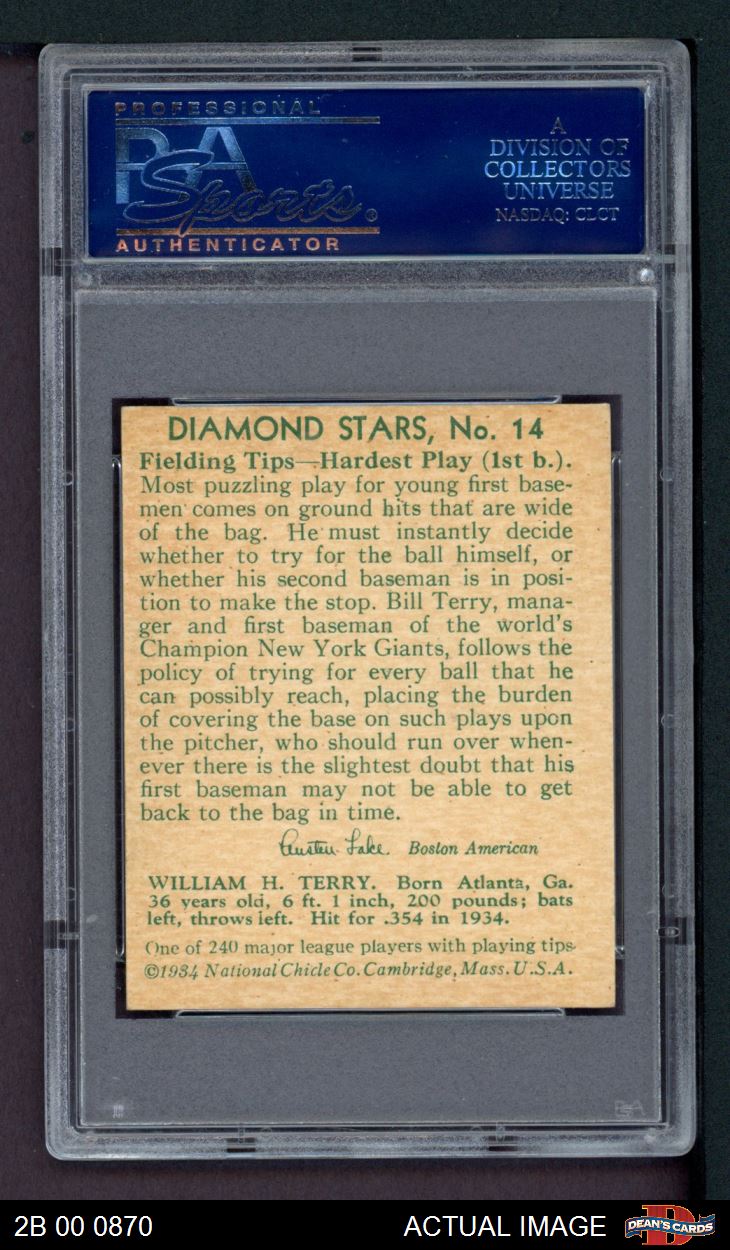 PROFESSIONAL
PSA
Sports®
AUTHENTICATOR
A
DIVISION OF
COLLECTORS
UNIVERSE
NASDAQ: CLCT
DIAMOND STARS, No. 14
Fielding Tips—Hardest Play (1st b.).
Most puzzling play for young first base-
men comes on ground hits that are wide
of the bag. He must instantly decide
whether to try for the ball himself, or
whether his second baseman is in posi-
tion to make the stop. Bill Terry, mana-
ger and first baseman of the world's
Champion New York Giants, follows the
policy of trying for every ball that he
can possibly reach, placing the burden
of covering the base on such plays upon
the pitcher, who should run over when-
ever there is the slightest doubt that his
first baseman may not be able to get
back to the bag in time.
Austen Lake Boston American
WILLIAM H. TERRY. Born Atlanta, Ga.
36 years old, 6 ft. 1 inch, 200 pounds; bats
left, throws left. Hit for .354 in 1934.
One of 240 major league players with playing tips.
©1934 National Chicle Co. Cambridge, Mass. U.S.A.
PSA
2B 00 0870
ACTUAL IMAGE
DEAN'S CARDS